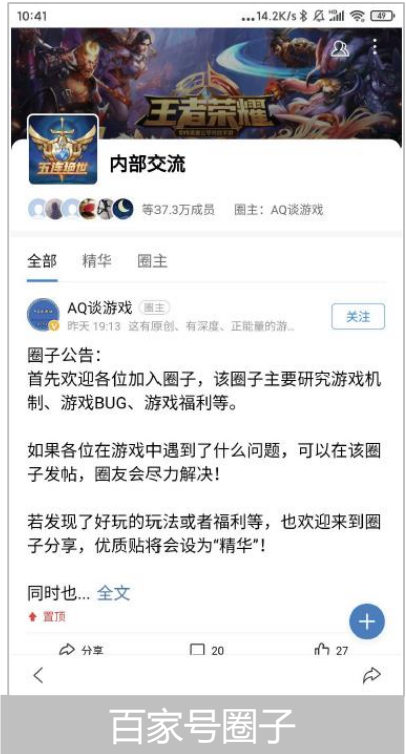 10:41
...14.2K/s
49
王者荣耀
五连绝世
内部交流
等37.3万成员 圈主：AQ谈游戏
全部 精华 圈主
AQ谈游戏 圈主
昨天 19:13 这有原创、有深度、正能量的游...
关注
圈子公告：
首先欢迎各位加入圈子，该圈子主要研究游戏机
制、游戏BUG、游戏福利等。
如果各位在游戏中遇到了什么问题，可以在该圈
子发帖，圈友会尽力解决！
若发现了好玩的玩法或者福利等，也欢迎来到圈
子分享，优质贴将会设为“精华”！
同时也... 全文
置顶
分享 20 27
百家号圈子